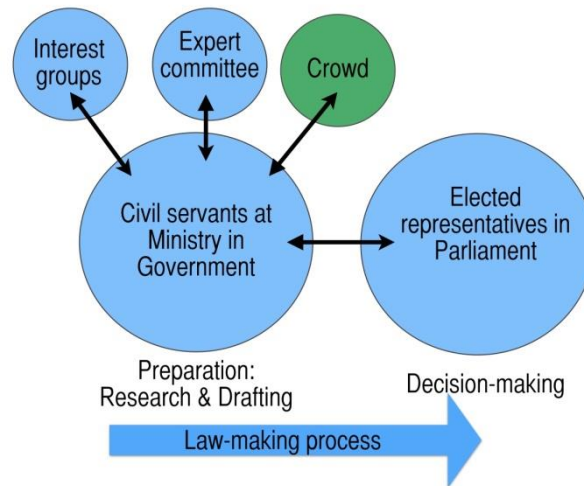 Interest
groups
Expert
committee
Crowd
Civil servants at
Ministry in
Government
Elected
representatives in
Parliament
Preparation:
Research & Drafting
Decision-making
Law-making process